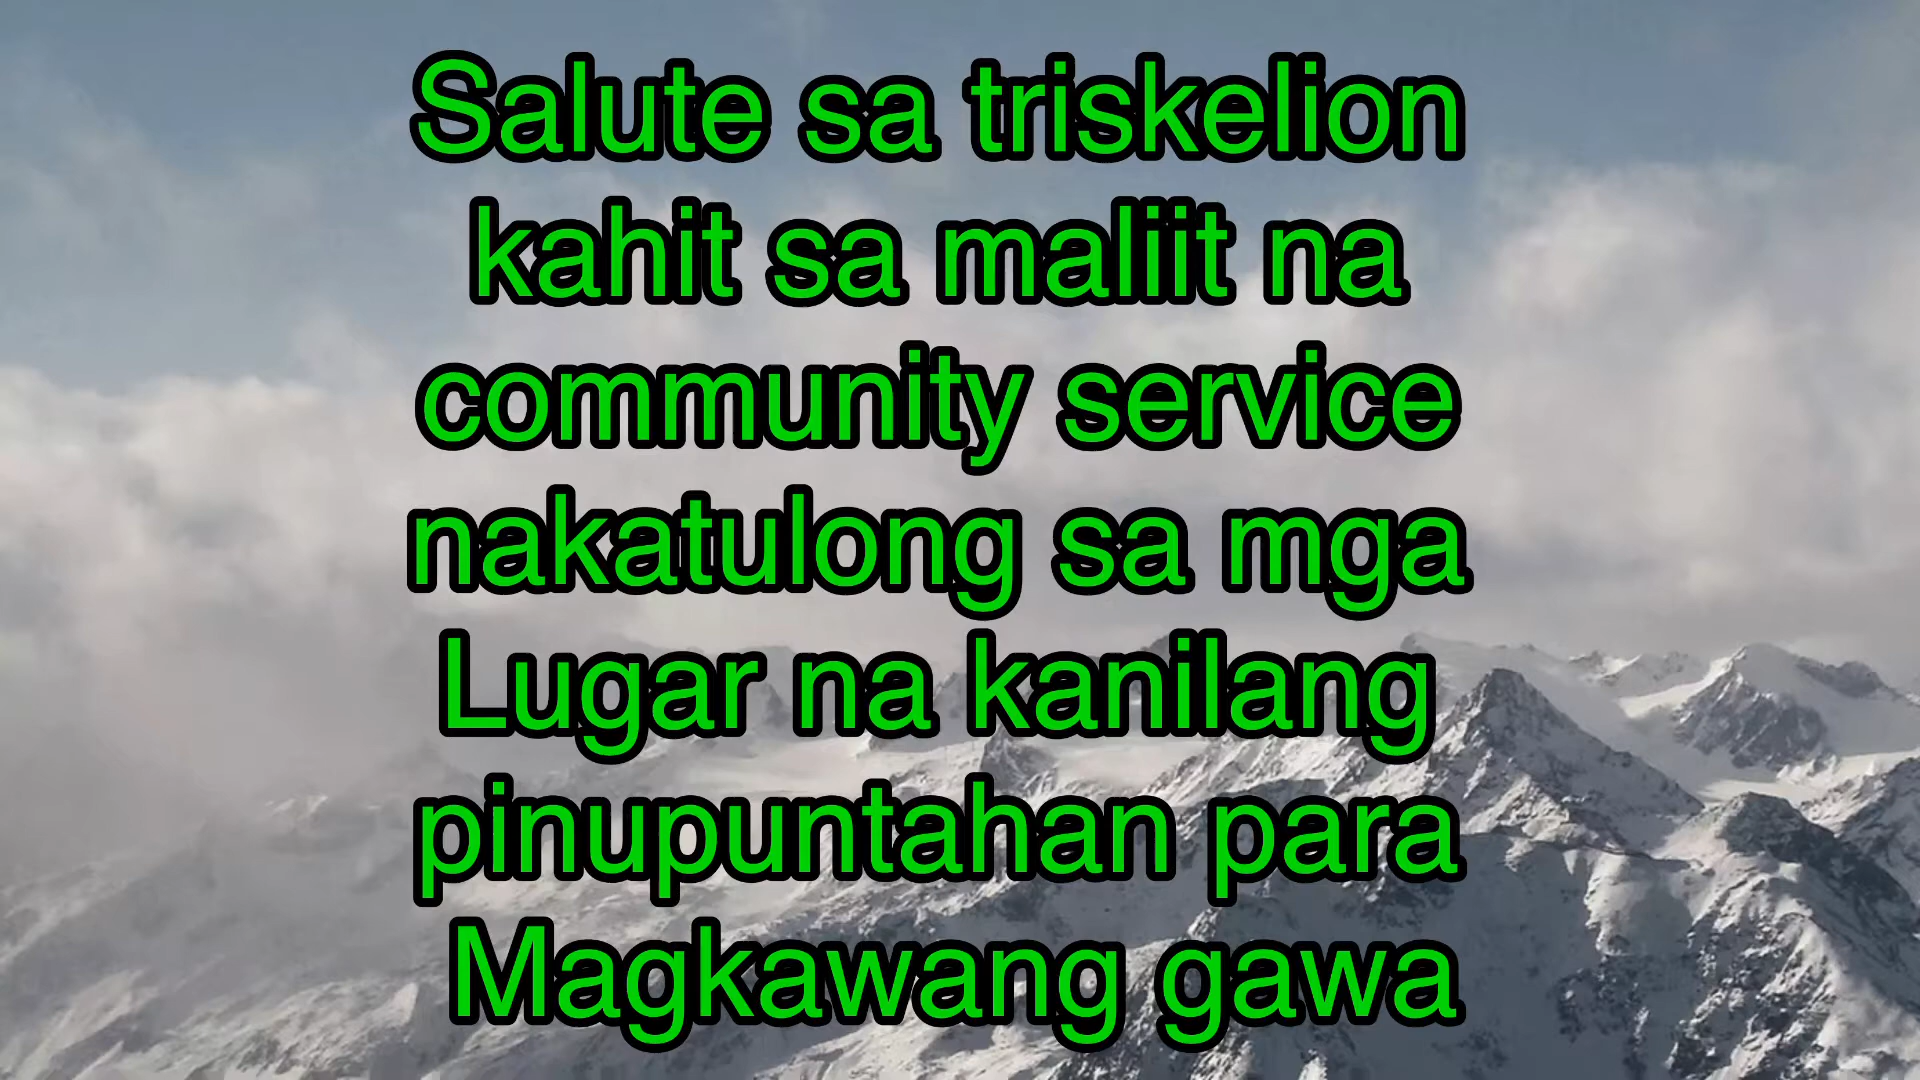 Salute sa triskelion
kahit sa maliit na
community service
nakatulong sa mga
Lugar na kanilang
pinupuntahan para
Magkawang gawa